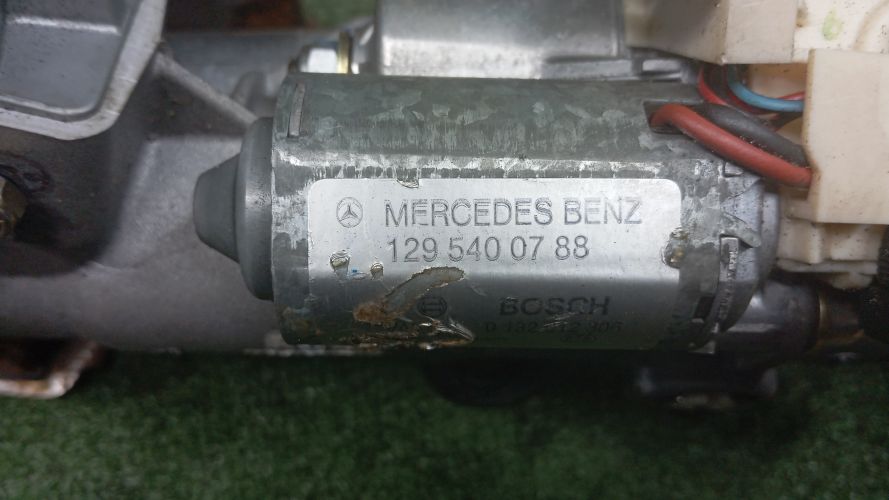 MERCEDES BENZ
129 540 07 88
BOSCH